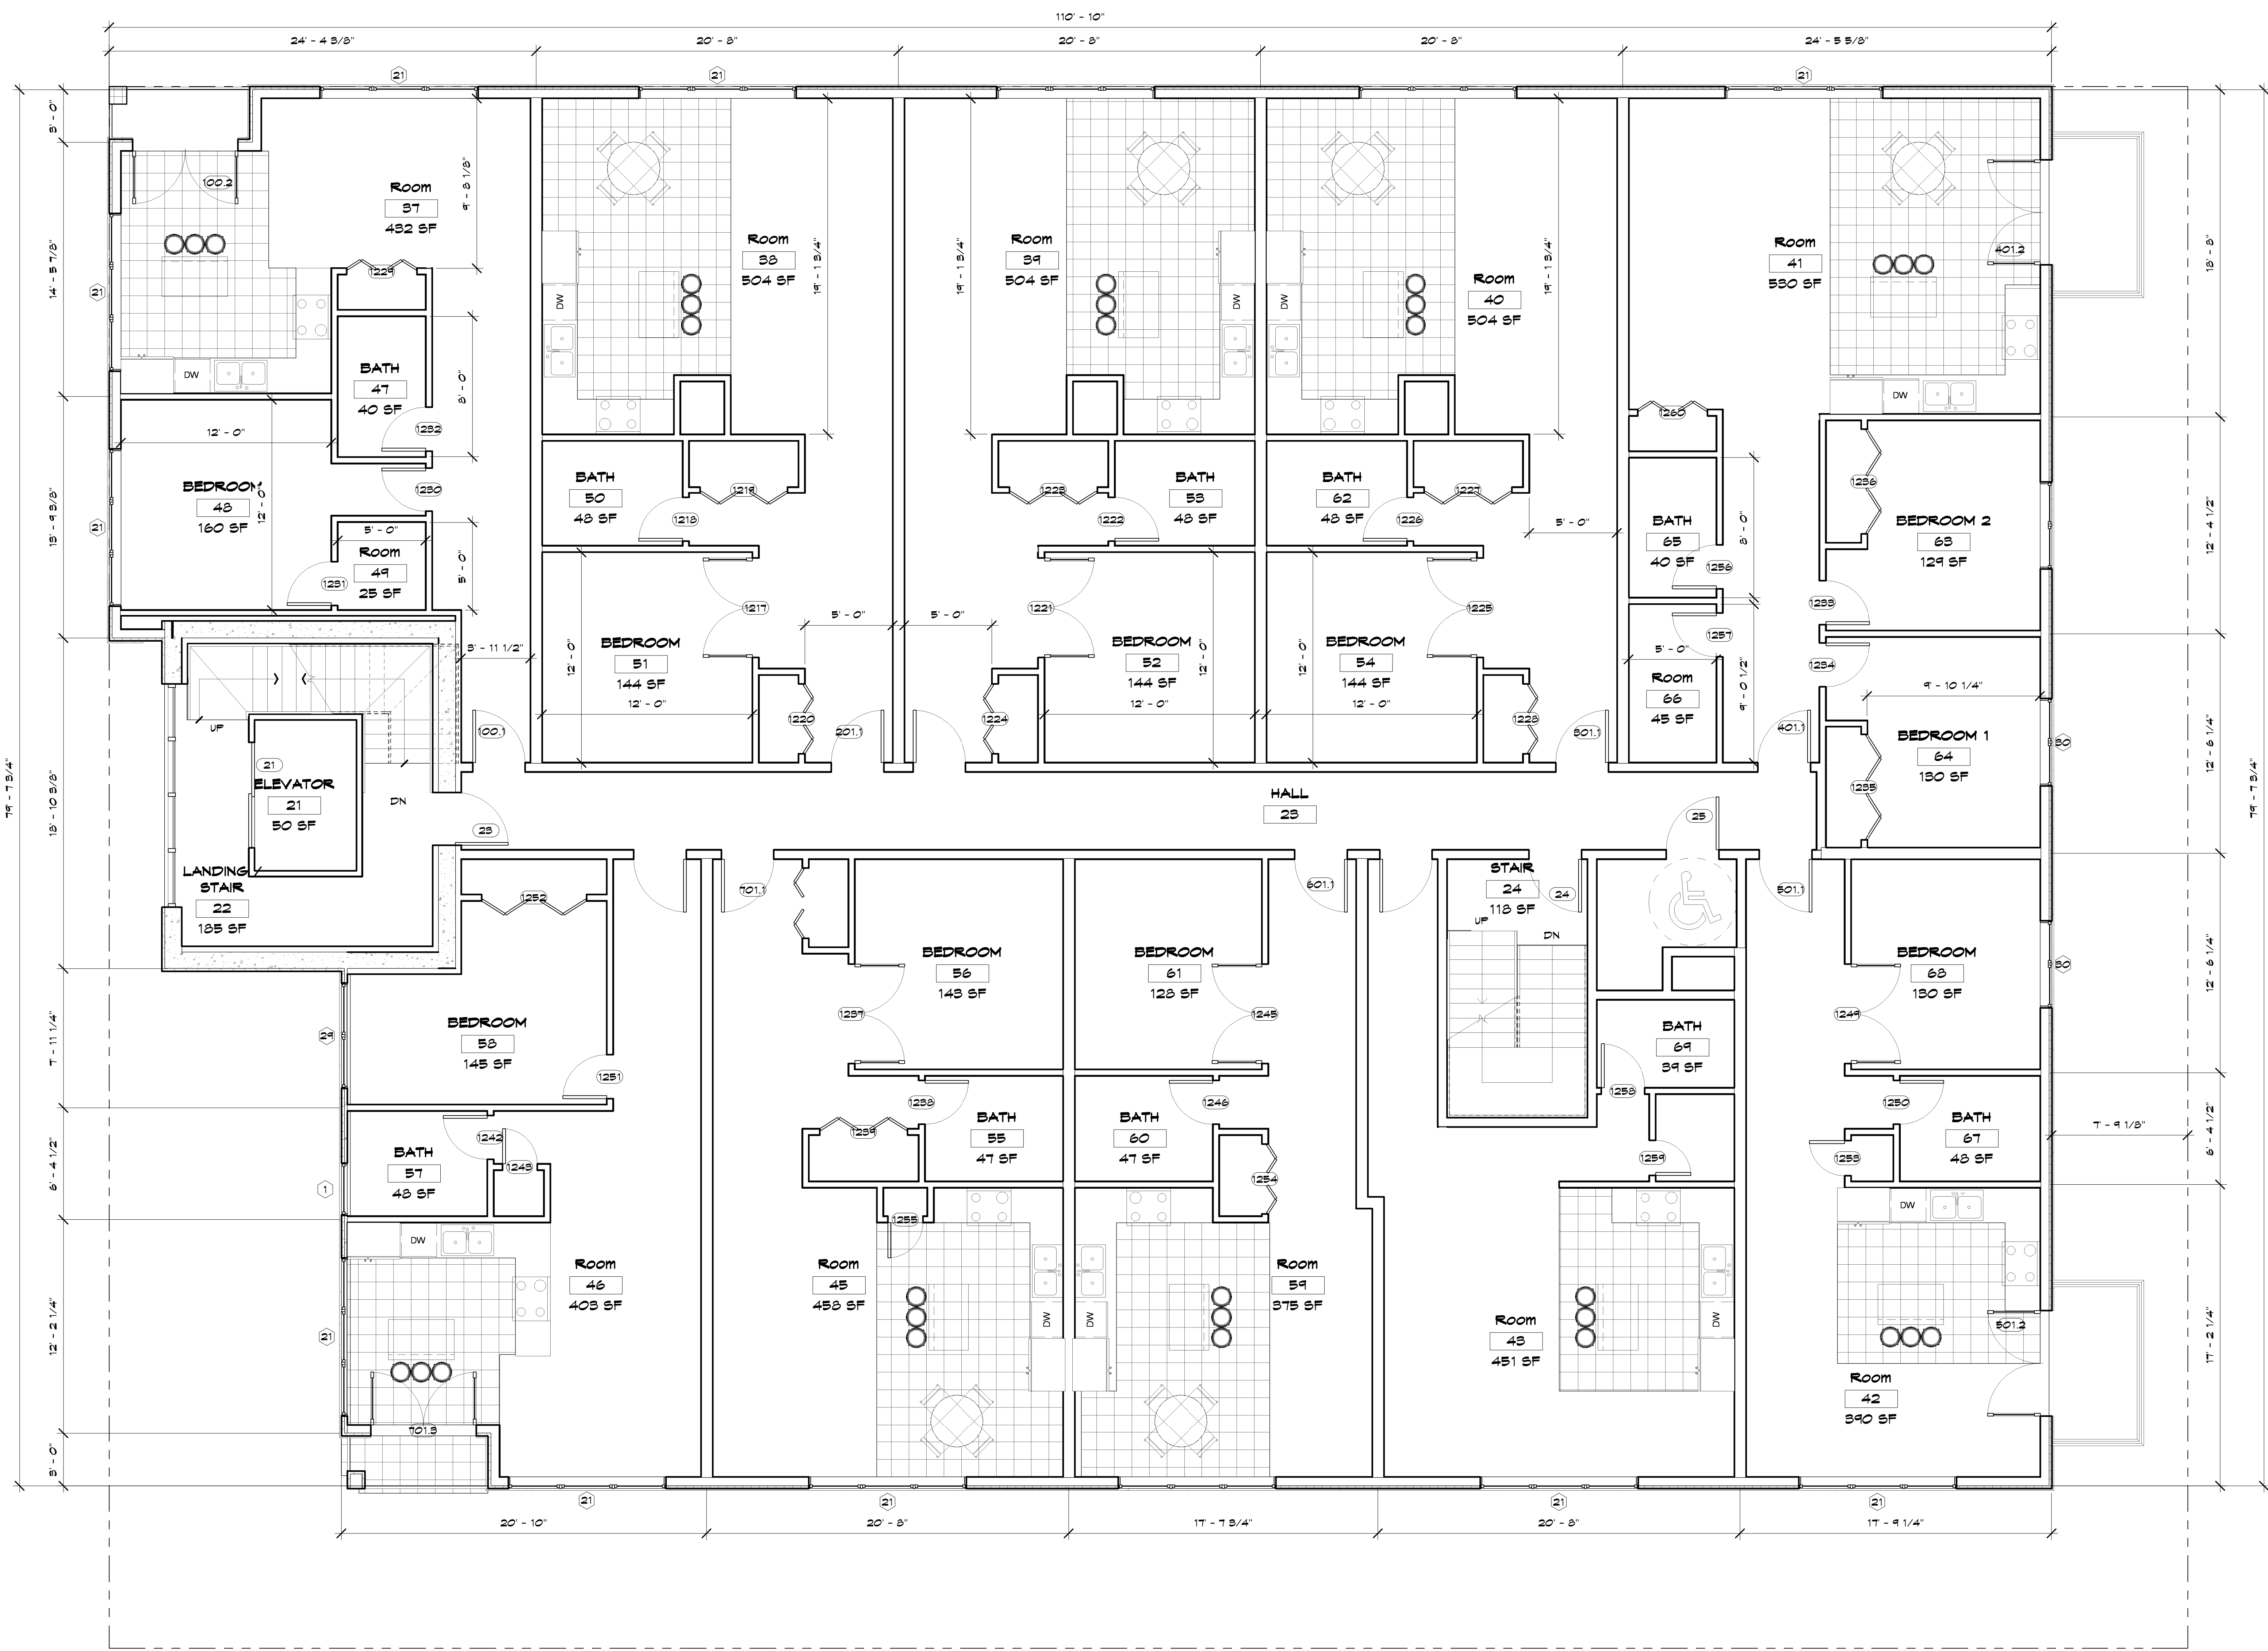 110' - 10"
24' - 4 3/8"
20' - 8"
20' - 8"
20' - 8"
24' - 5 5/8"
21
21
21
3' - 0"
14' - 5 7/8"
13' - 9 3/8"
18' - 10 3/8"
7' - 11 1/4"
6' - 4 1/2"
12' - 2 1/4"
3' - 0"
79' - 7 3/4"
21
21
29
1
21
100.2
Room
37
432 SF
9' - 8 1/8"
1229
DW
BATH
47
40 SF
8' - 0"
1232
12' - 0"
BEDROOM
48
160 SF
12' - 0"
1230
5' - 0"
Room
49
25 SF
5' - 0"
1231
3' - 11 1/2"
100.1
UP
DN
21
ELEVATOR
21
50 SF
LANDING
STAIR
22
185 SF
23
Room
38
504 SF
19' - 1 3/4"
DW
BATH
50
48 SF
1219
1218
1217
BEDROOM
51
144 SF
12' - 0"
12' - 0"
5' - 0"
1220
201.1
Room
39
504 SF
19' - 1 3/4"
DW
1223
BATH
53
48 SF
1222
1221
5' - 0"
BEDROOM
52
144 SF
12' - 0"
12' - 0"
1224
Room
40
504 SF
19' - 1 3/4"
DW
BATH
62
48 SF
1227
1226
1225
5' - 0"
BEDROOM
54
144 SF
12' - 0"
12' - 0"
1228
301.1
Room
41
530 SF
401.2
DW
1260
BATH
65
40 SF
8' - 0"
1256
1257
5' - 0"
Room
66
45 SF
9' - 0 1/2"
401.1
1236
BEDROOM 2
63
129 SF
1233
1234
9' - 10 1/4"
BEDROOM 1
64
130 SF
1235
HALL
23
25
18' - 8"
12' - 4 1/2"
12' - 6 1/4"
12' - 6 1/4"
6' - 4 1/2"
17' - 2 1/4"
79' - 7 3/4"
7' - 9 1/8"
30
30
1252
BEDROOM
58
145 SF
1251
BATH
57
48 SF
1242
1243
DW
Room
46
403 SF
701.3
701.1
BEDROOM
56
143 SF
1237
1238
1239
BATH
55
47 SF
1255
Room
45
458 SF
DW
BEDROOM
61
128 SF
1245
1246
BATH
60
47 SF
1254
Room
59
375 SF
DW
601.1
STAIR
24
118 SF
24
UP
DN
BATH
69
39 SF
1258
1259
Room
43
451 SF
DW
501.1
BEDROOM
68
130 SF
1249
1250
BATH
67
48 SF
1253
DW
501.2
Room
42
390 SF
21
21
21
21
20' - 10"
20' - 8"
17' - 7 3/4"
20' - 8"
17' - 9 1/4"